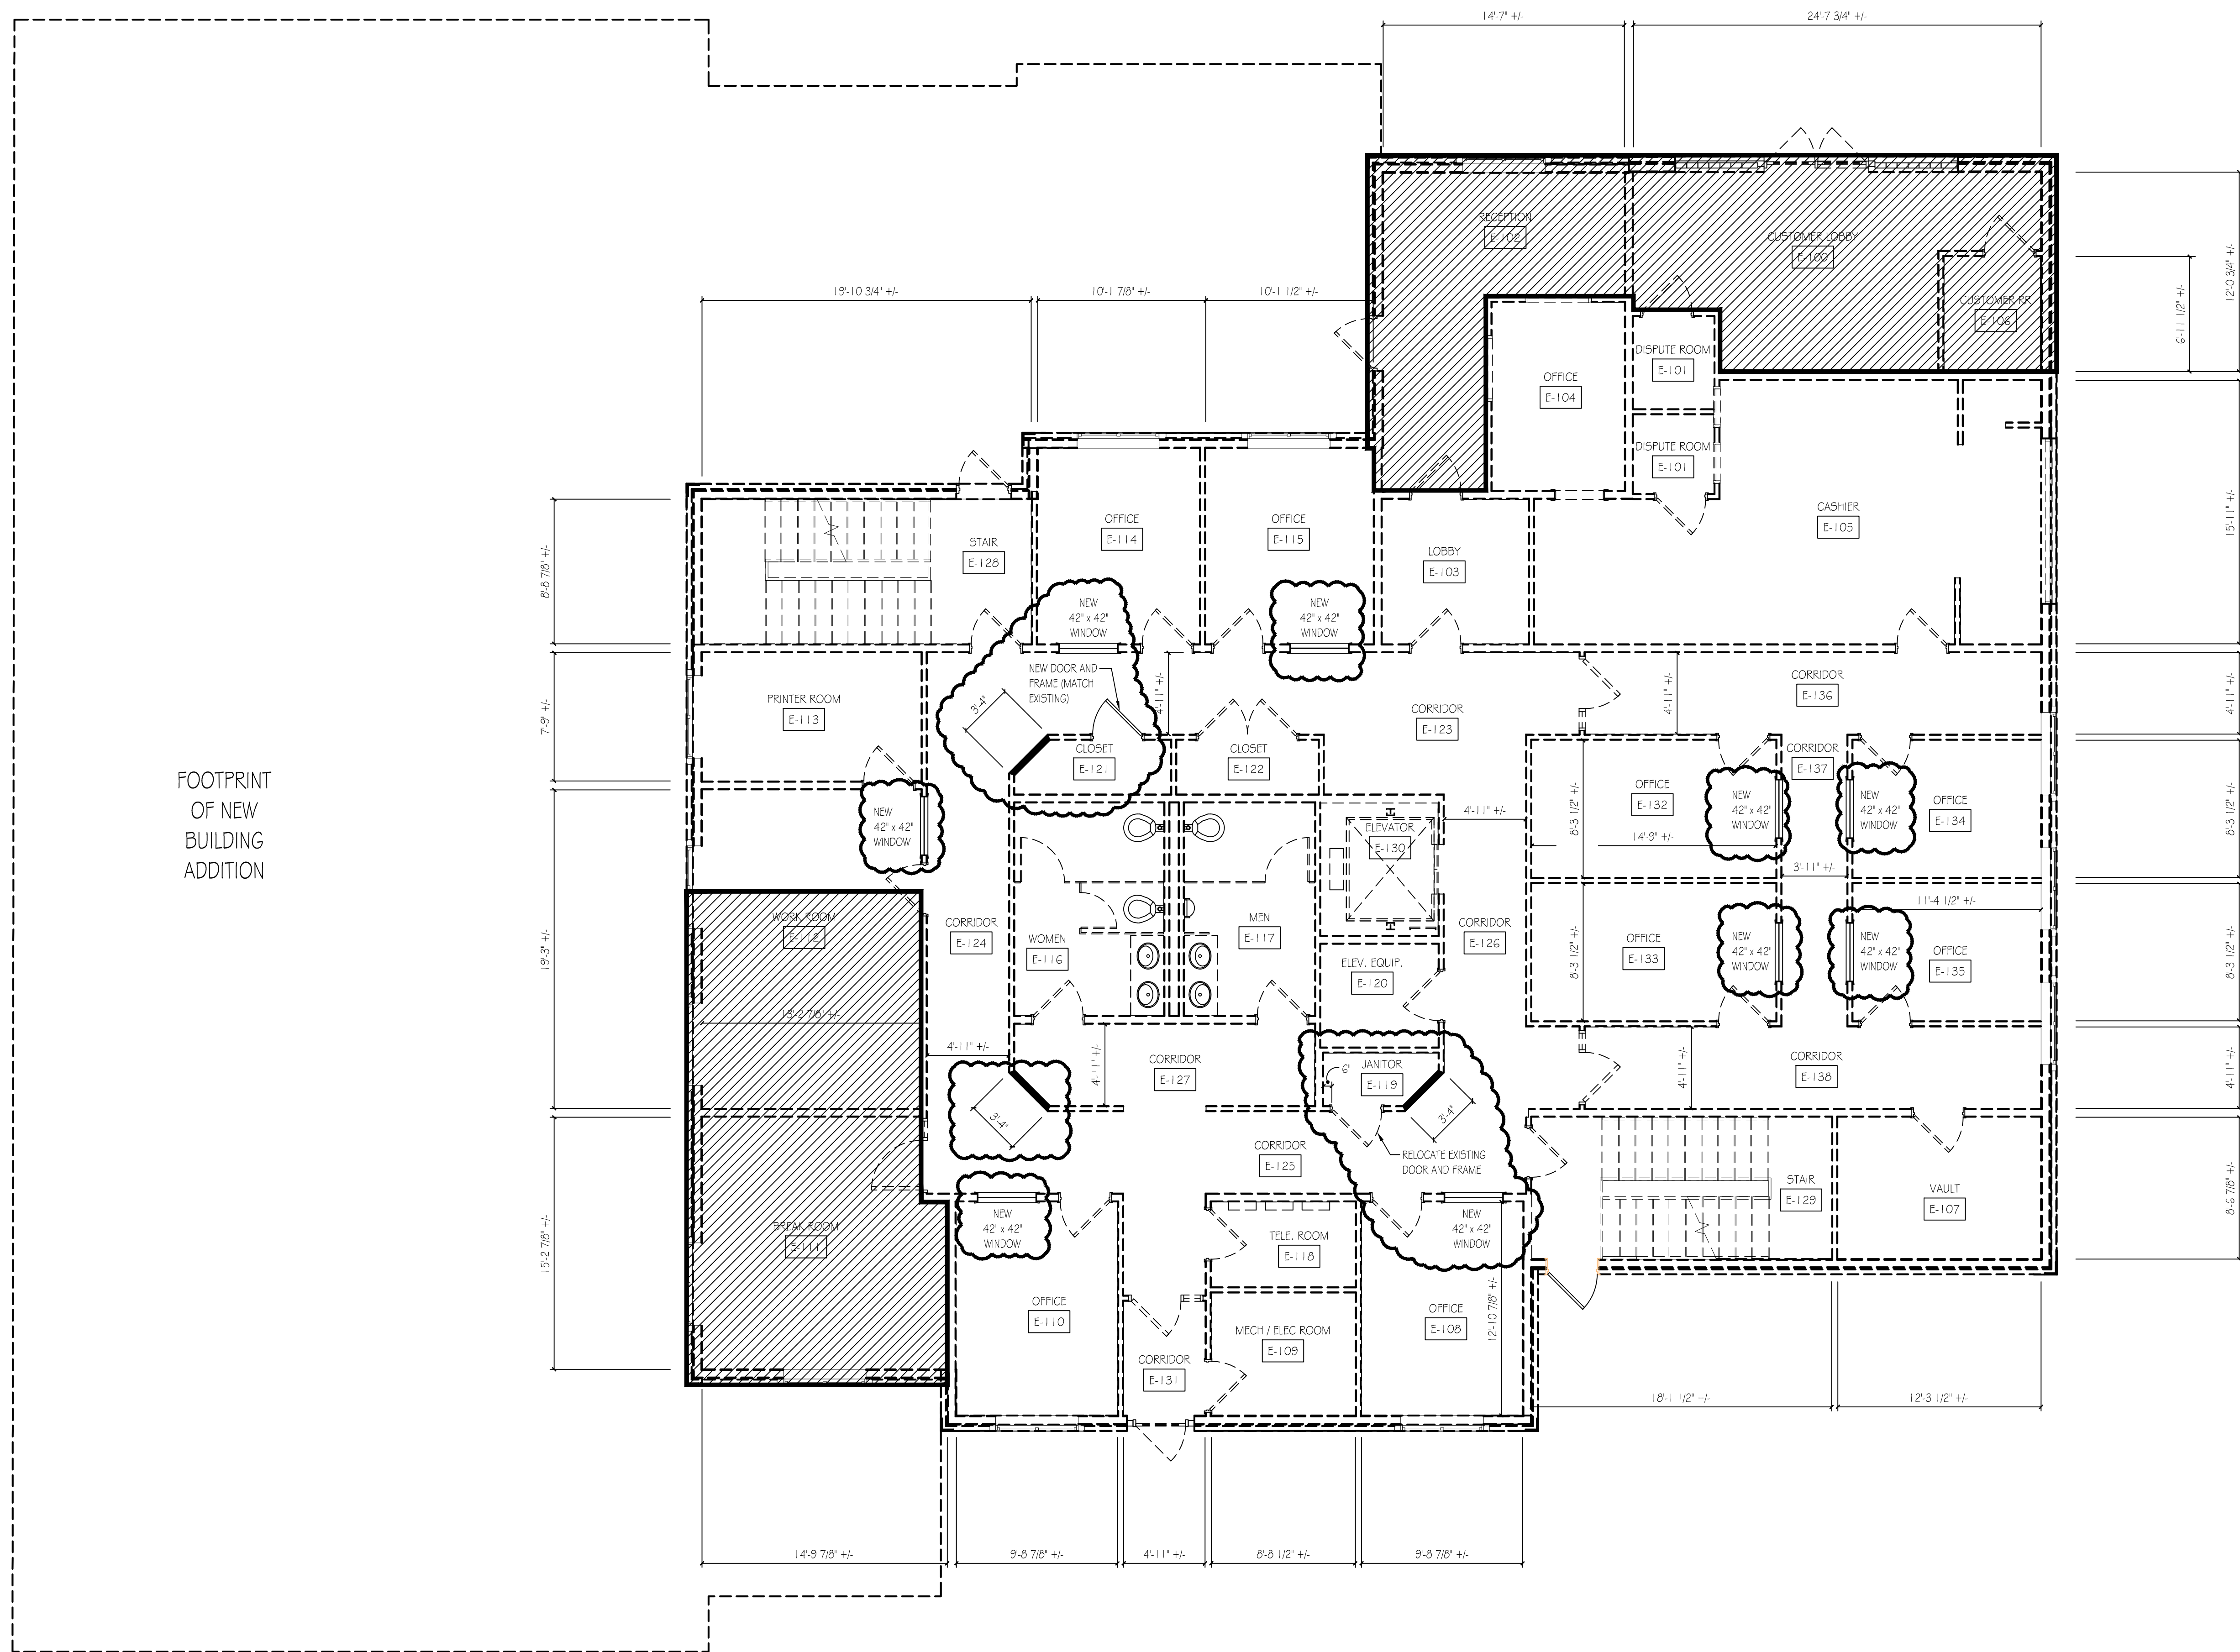 14'-7" +/-
24'-7 3/4" +/-
RECEPTION
E-102
CUSTOMER LOBBY
E-100
12'-0 3/4" +/-
6'-11 1/2" +/-
CUSTOMER RR
E-106
19'-10 3/4" +/-
10'-1 7/8" +/-
10'-1 1/2" +/-
DISPUTE ROOM
E-101
OFFICE
E-104
DISPUTE ROOM
E-101
CASHIER
E-105
15'-11" +/-
OFFICE
E-114
OFFICE
E-115
STAIR
E-128
LOBBY
E-103
8'-8 7/8" +/-
NEW
42" x 42"
WINDOW
NEW
42" x 42"
WINDOW
NEW DOOR AND
FRAME (MATCH
EXISTING)
3'-4"
4'-11" +/-
4'-11" +/-
CORRIDOR
E-136
4'-11" +/-
PRINTER ROOM
E-113
7'-9" +/-
CORRIDOR
E-123
CLOSET
E-121
CLOSET
E-122
CORRIDOR
E-137
FOOTPRINT
OF NEW
BUILDING
ADDITION
NEW
42" x 42"
WINDOW
ELEVATOR
E-130
4'-11" +/-
8'-3 1/2" +/-
OFFICE
E-132
14'-9" +/-
NEW
42" x 42"
WINDOW
NEW
42" x 42"
WINDOW
OFFICE
E-134
8'-3 1/2" +/-
3'-11" +/-
11'-4 1/2" +/-
WORK ROOM
E-112
CORRIDOR
E-124
WOMEN
E-116
MEN
E-117
CORRIDOR
E-126
8'-3 1/2" +/-
OFFICE
E-133
NEW
42" x 42"
WINDOW
NEW
42" x 42"
WINDOW
OFFICE
E-135
8'-3 1/2" +/-
19'-3" +/-
ELEV. EQUIP.
E-120
13'-2 7/8" +/-
4'-11" +/-
4'-11" +/-
CORRIDOR
E-127
6"
JANITOR
E-119
4'-11" +/-
CORRIDOR
E-138
4'-11" +/-
3'-4"
3'-4"
CORRIDOR
E-125
RELOCATE EXISTING
DOOR AND FRAME
STAIR
E-129
VAULT
E-107
8'-6 7/8" +/-
BREAK ROOM
E-111
15'-2 7/8" +/-
NEW
42" x 42"
WINDOW
TELE. ROOM
E-118
NEW
42" x 42"
WINDOW
OFFICE
E-110
MECH / ELEC ROOM
E-109
OFFICE
E-108
12'-10 7/8" +/-
CORRIDOR
E-131
18'-1 1/2" +/-
12'-3 1/2" +/-
14'-9 7/8" +/-
9'-8 7/8" +/-
4'-11" +/-
8'-8 1/2" +/-
9'-8 7/8" +/-